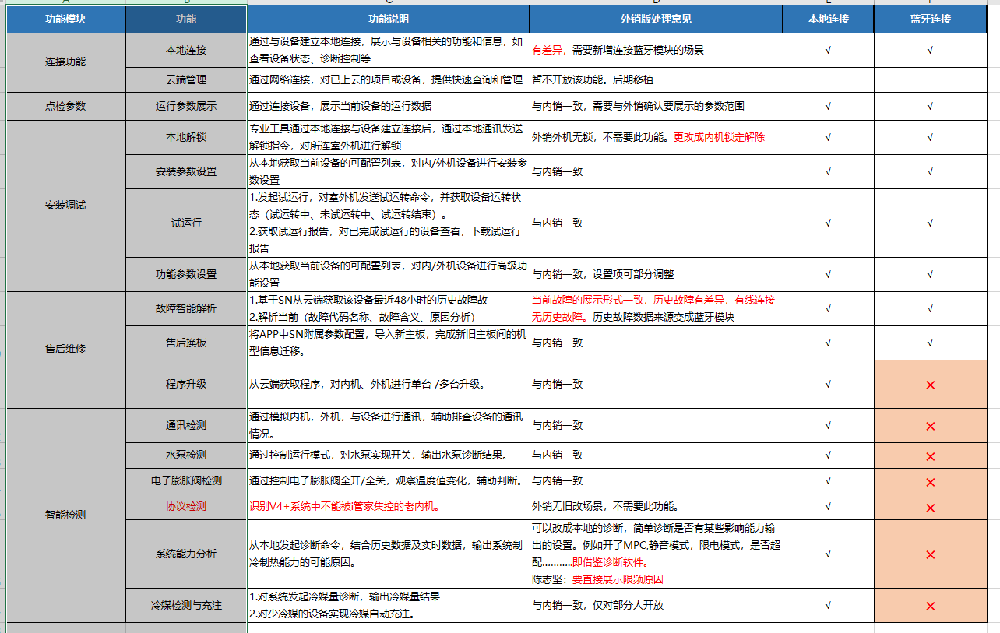 功能模块 功能 功能说明 外销版处理意见 本地连接 蓝牙连接
连接功能
本地连接
通过与设备建立本地连接，展示与设备相关的功能和信息，如
查看设备状态、诊断控制等
有差异，需要新增连接蓝牙模块的场景
√ √
云端管理
通过网络连接，对已上云的项目或设备，提供快速查询和管理
暂不开放该功能。后期移植
点检参数
运行参数展示
通过连接设备，展示当前设备的运行数据
与内销一致，需要与外销确认要展示的参数范围
√ √
安装调试
本地解锁
专业工具通过本地连接与设备建立连接后，通过本地通讯发送
解锁指令，对所连室外机进行解锁
外销外机无锁，不需要此功能。更改成内机锁定解除
√ √
安装参数设置
从本地获取当前设备的可配置列表，对内/外机设备进行安装参
数设置
与内销一致
√ √
试运行
1.发起试运行，对室外机发送试运转命令，并获取设备运转状
态（试运转中、未试运转中、试运转结束）。
2.获取试运行报告，对已完成试运行的设备查看，下载试运行
报告
与内销一致
√ √
功能参数设置
从本地获取当前设备的可配置列表，对内/外机设备进行高级功
能设置
与内销一致，设置项可部分调整
√ √
售后维修
故障智能解析
1.基于SN从云端获取该设备最近48小时的历史故障故
2.解析当前（故障代码名称、故障含义、原因分析）
当前故障的展示形式一致，历史故障有差异，有线连接
无历史故障。历史故障数据来源变成蓝牙模块
√ √
售后换板
将APP中SN附属参数配置，导入新主板，完成新旧主板间的机
型信息迁移。
与内销一致
√ √
程序升级
从云端获取程序，对内机、外机进行单台 /多台升级。
与内销一致
√ ×
智能检测
通讯检测
通过模拟内机，外机，与设备进行通讯，辅助排查设备的通讯
情况。
与内销一致
√ ×
水泵检测
通过控制运行模式，对水泵实现开关，输出水泵诊断结果。
与内销一致
√ ×
电子膨胀阀检测
通过控制电子膨胀阀全开/全关，观察温度值变化，辅助判断。
与内销一致
√ ×
协议检测
识别V4+系统中不能被i管家集控的老内机。
外销无旧改场景，不需要此功能。
√ ×
系统能力分析
从本地发起诊断命令，结合历史数据及实时数据，输出系统制
冷制热能力的可能原因。
可以改成本地的诊断，简单诊断是否有某些影响能力输
出的设置。例如开了MPC,静音模式，限电模式，是否超
配...........即借鉴诊断软件。
陈志坚：要直接展示限频原因
√ ×
冷媒检测与充注
1.对系统发起冷媒量诊断，输出冷媒量结果
2.对少冷媒的设备实现冷媒自动充注。
与内销一致，仅对部分人开放
√ ×